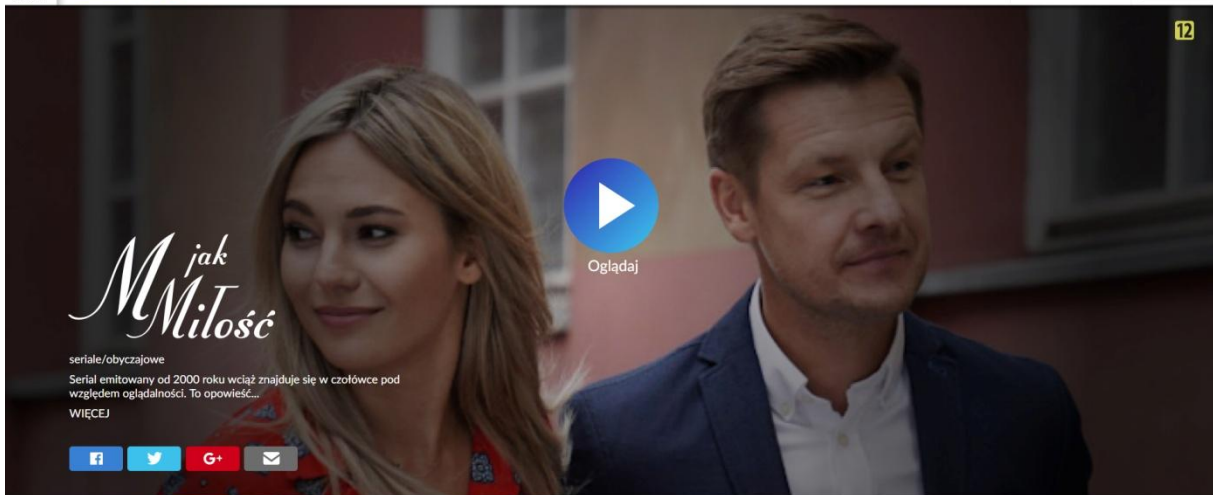 12
Oglądaj
M jak
Miłość
seriale/obyczajowe
Serial emitowany od 2000 roku wciąż znajduje się w czołówce pod
względem oglądalności. To opowieść...
WIĘCEJ
G+